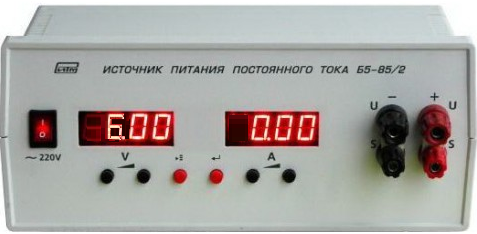 ИСТОЧНИК ПИТАНИЯ ПОСТОЯННОГО ТОКА Б5-85/2
− +
U U
6.00 0.00
S S
~ 220V V A